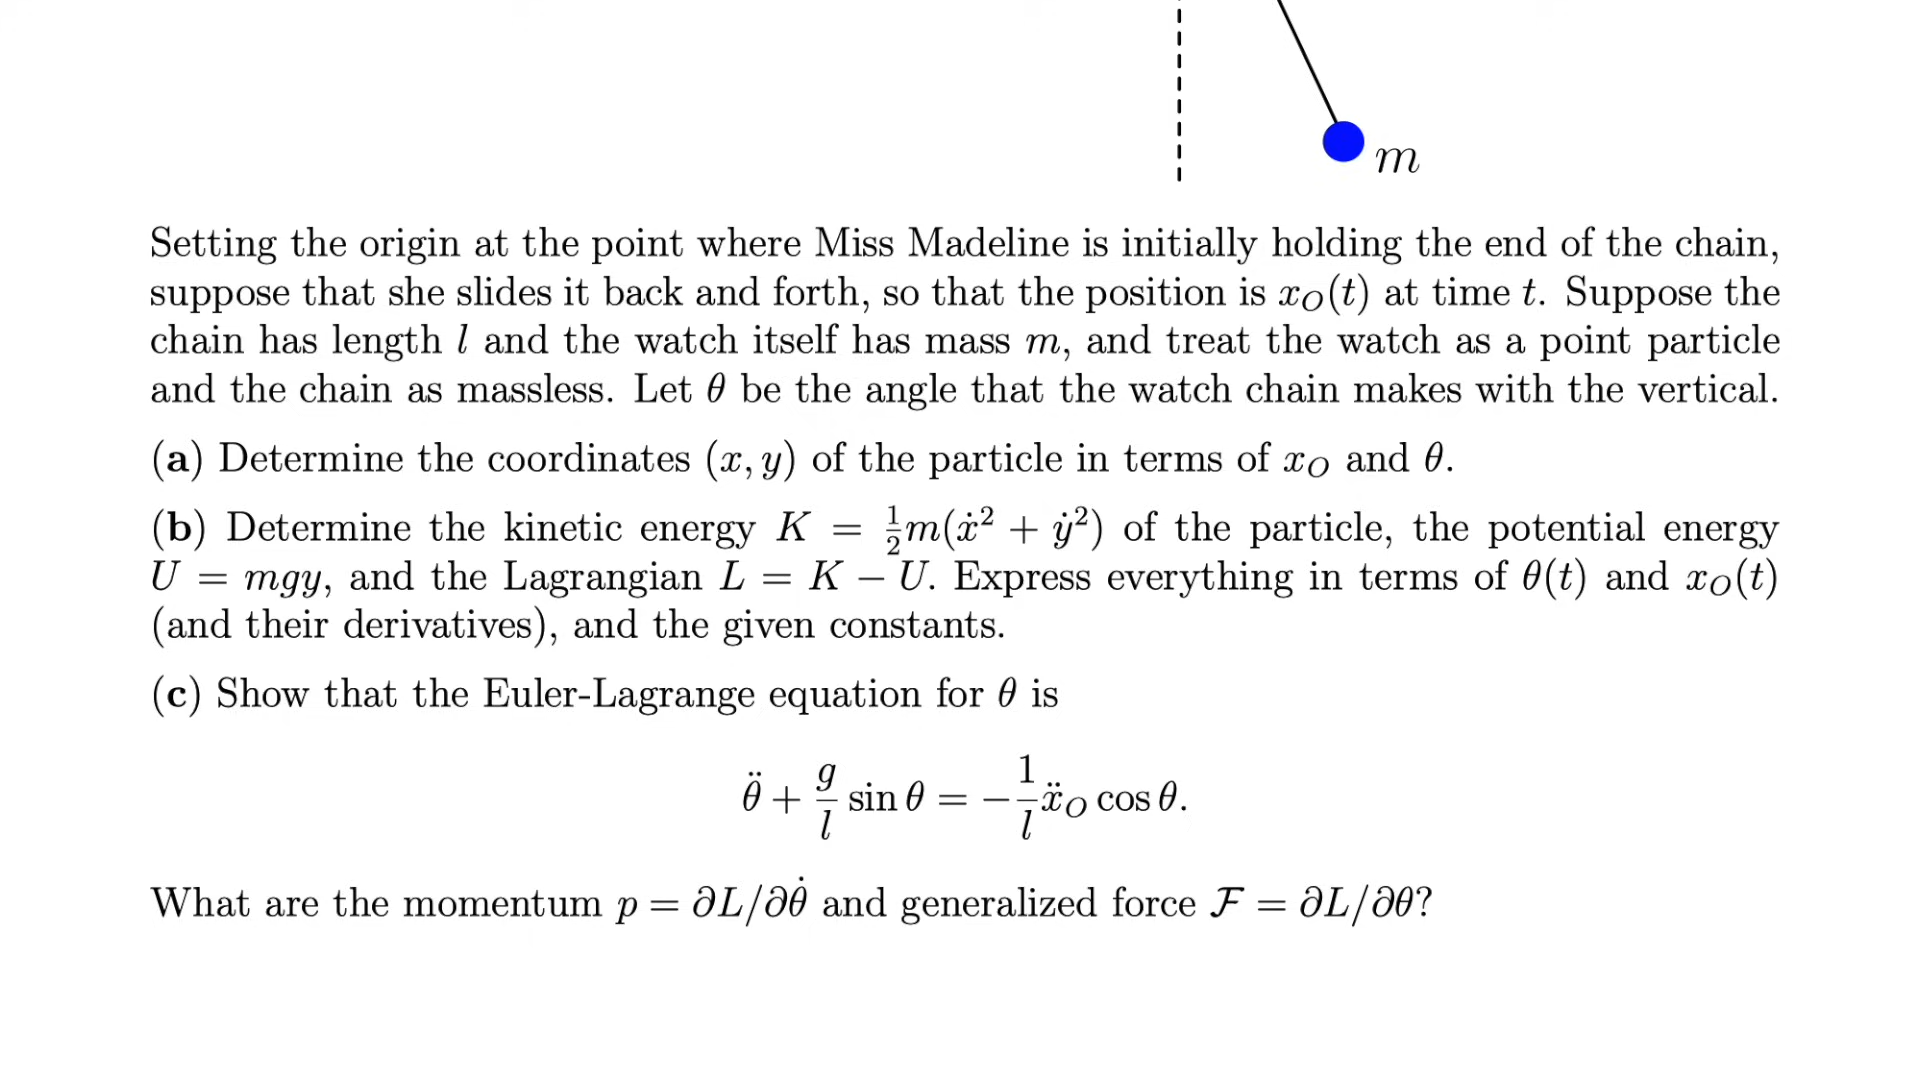 m
Setting the origin at the point where Miss Madeline is initially holding the end of the chain,
suppose that she slides it back and forth, so that the position is x_O(t) at time t. Suppose the
chain has length l and the watch itself has mass m, and treat the watch as a point particle
and the chain as massless. Let θ be the angle that the watch chain makes with the vertical.
(a) Determine the coordinates (x, y) of the particle in terms of x_O and θ.
(b) Determine the kinetic energy K = ½m(ẋ² + ẏ²) of the particle, the potential energy
U = mgy, and the Lagrangian L = K − U. Express everything in terms of θ(t) and x_O(t)
(and their derivatives), and the given constants.
(c) Show that the Euler-Lagrange equation for θ is
θ̈ + g/l sin θ = −1/l ẍ_O cos θ.
What are the momentum p = ∂L/∂θ̇ and generalized force ℱ = ∂L/∂θ?